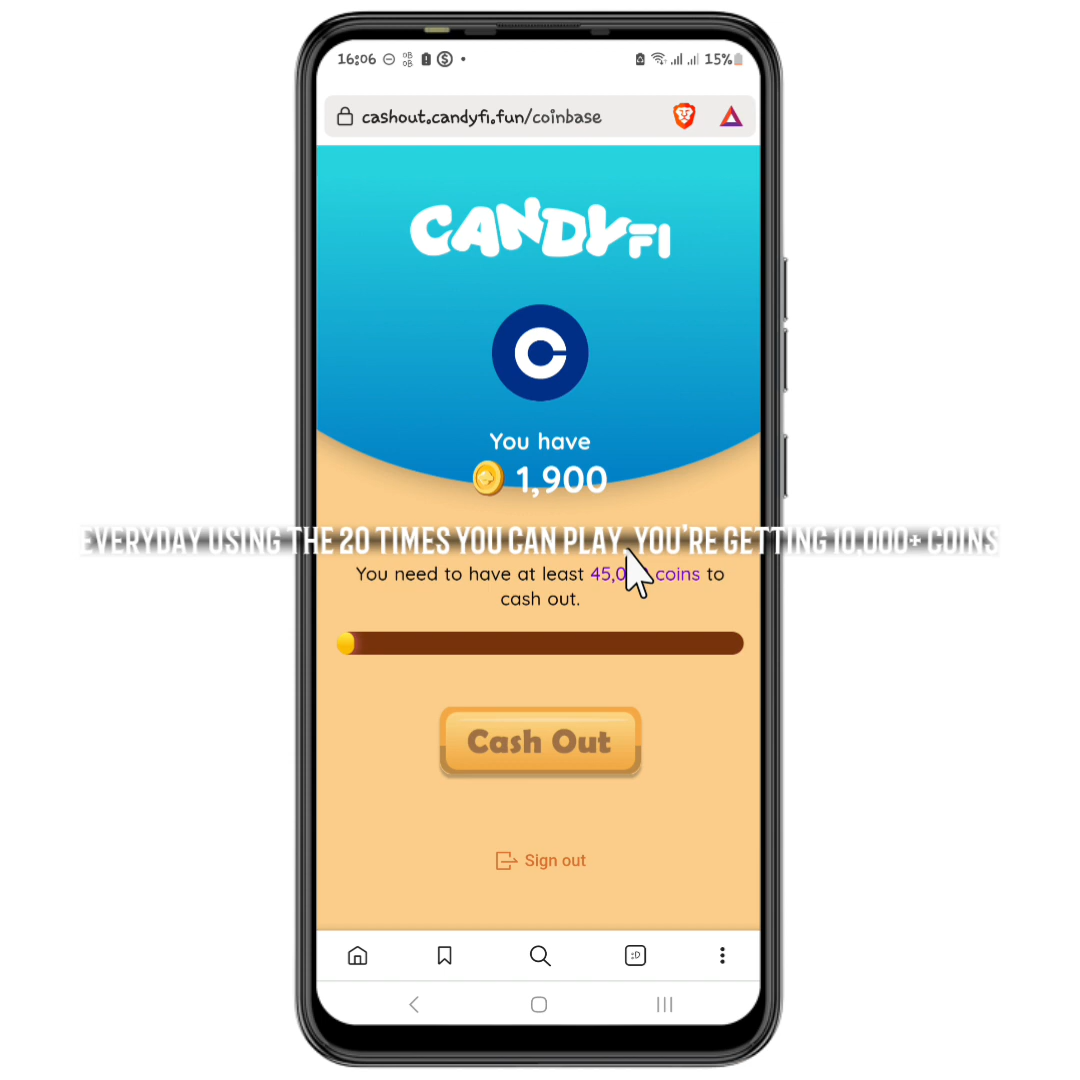 16:06
15%
cashout.candyfi.fun/coinbase
CANDYFI
You have
1,900
EVERYDAY USING THE 20 TIMES YOU CAN PLAY, YOU'RE GETTING 10,000+ COINS
You need to have at least coins to
cash out.
Cash Out
Sign out
:D